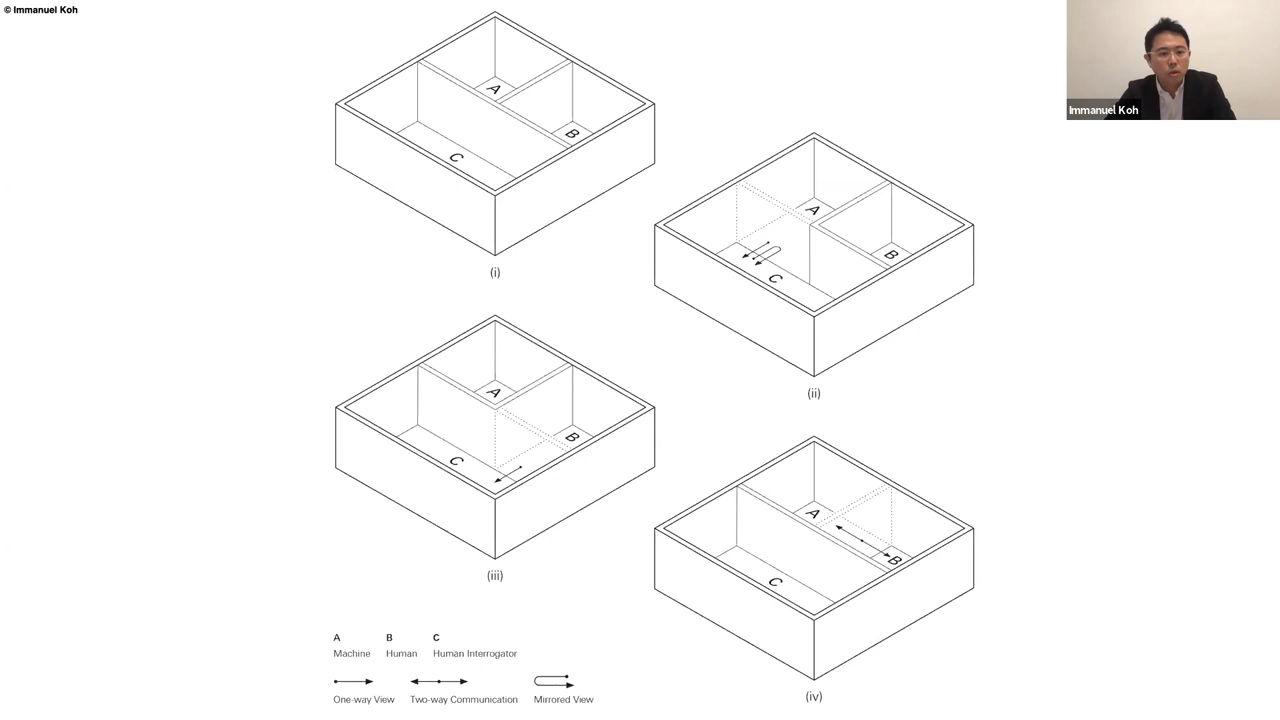 © Immanuel Koh
Immanuel Koh
A
B
C
(i)
A
B
C
(ii)
A
B
C
(iii)
A
B
C
(iv)
A B C
Machine Human Human Interrogator
One-way View Two-way Communication Mirrored View